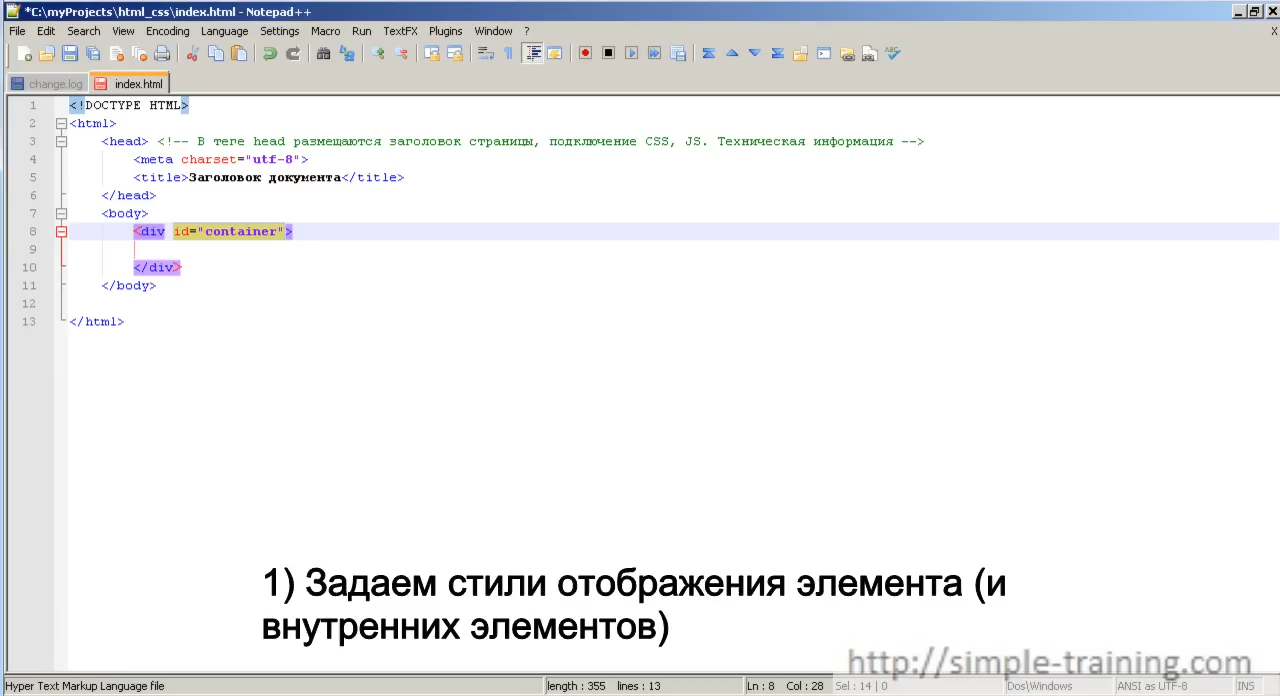 *C:\myProjects\html_css\index.html - Notepad++
File Edit Search View Encoding Language Settings Macro Run TextFX Plugins Window ? X
change.log index.html
1 <!DOCTYPE HTML>
2 <html>
3 <head> <!-- В теге head размещаются заголовок страницы, подключение CSS, JS. Техническая информация -->
4 <meta charset="utf-8">
5 <title>Заголовок документа</title>
6 </head>
7 <body>
8 <div id="container">
9
10 </div>
11 </body>
12
13 </html>
1) Задаем стили отображения элемента (и
внутренних элементов)
http://simple-training.com
Hyper Text Markup Language file length : 355 lines : 13 Ln : 8 Col : 28 Sel : 14 | 0 Dos\Windows ANSI as UTF-8 INS